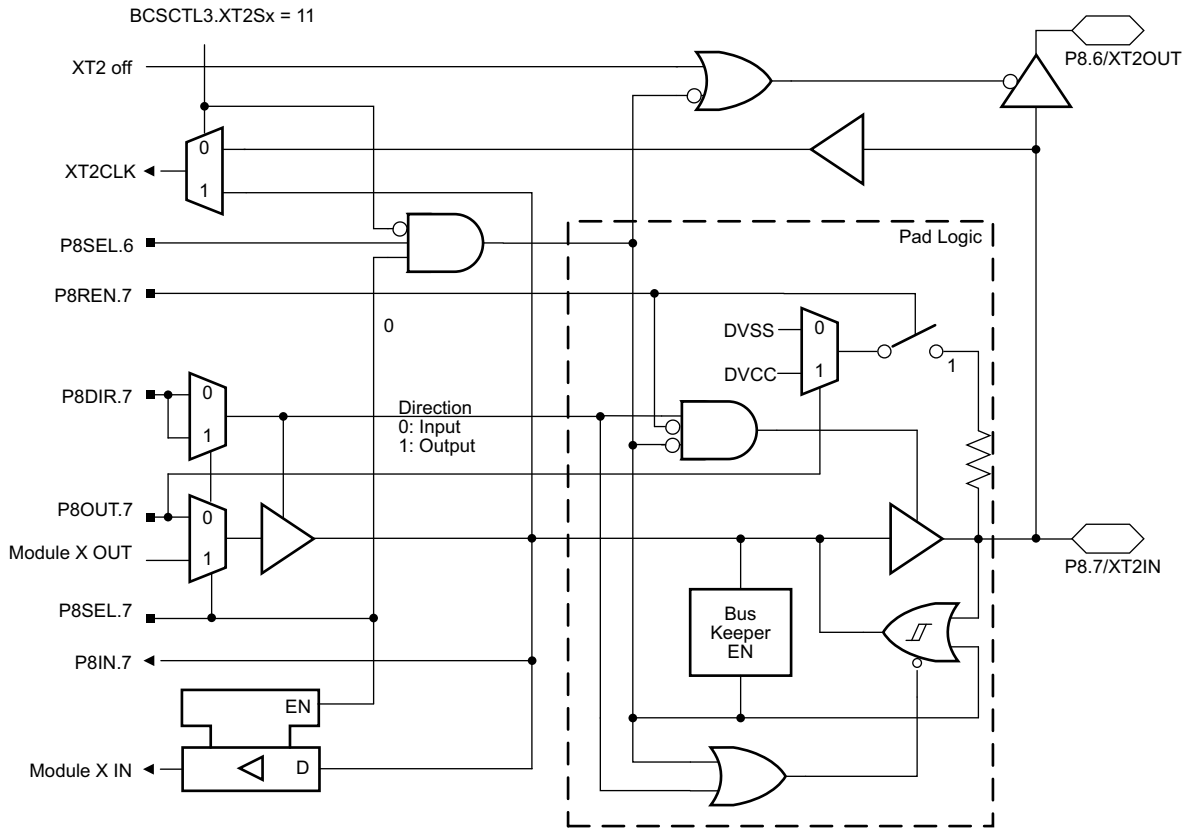 BCSCTL3.XT2Sx = 11
XT2 off
P8.6/XT2OUT
0
XT2CLK
1
P8SEL.6
Pad Logic
P8REN.7
0
DVSS
0
DVCC
1
1
P8DIR.7
0
1
Direction
0: Input
1: Output
P8OUT.7
0
Module X OUT
1
P8.7/XT2IN
P8SEL.7
Bus
Keeper
EN
P8IN.7
EN
Module X IN
D